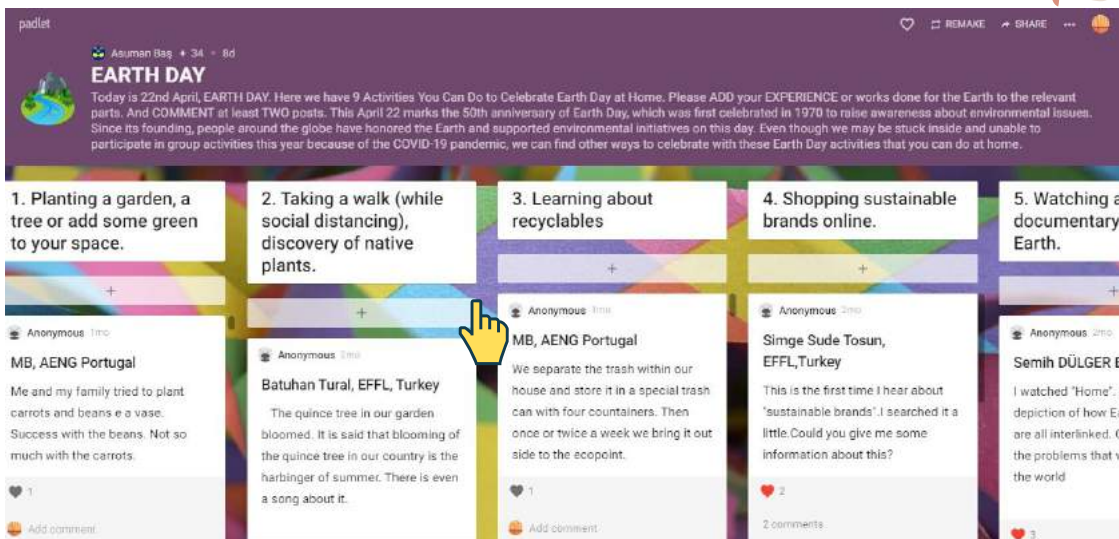 padlet
REMAKE
SHARE
Asuman Baş + 34 • 8d
EARTH DAY
Today is 22nd April, EARTH DAY. Here we have 9 Activities You Can Do to Celebrate Earth Day at Home. Please ADD your EXPERIENCE or works done for the Earth to the relevant
parts. And COMMENT at least TWO posts. This April 22 marks the 50th anniversary of Earth Day, which was first celebrated in 1970 to raise awareness about environmental issues.
Since its founding, people around the globe have honored the Earth and supported environmental initiatives on this day. Even though we may be stuck inside and unable to
participate in group activities this year because of the COVID-19 pandemic, we can find other ways to celebrate with these Earth Day activities that you can do at home.
1. Planting a garden, a
tree or add some green
to your space.
+
Anonymous 1mo
MB, AENG Portugal
Me and my family tried to plant
carrots and beans e a vase.
Success with the beans. Not so
much with the carrots.
1
Add comment
2. Taking a walk (while
social distancing),
discovery of native
plants.
+
Anonymous 2mo
Batuhan Tural, EFFL, Turkey
The quince tree in our garden
bloomed. It is said that blooming of
the quince tree in our country is the
harbinger of summer. There is even
a song about it.
3. Learning about
recyclables
+
Anonymous 1mo
MB, AENG Portugal
We separate the trash within our
house and store it in a special trash
can with four countainers. Then
once or twice a week we bring it out
side to the ecopoint.
1
Add comment
4. Shopping sustainable
brands online.
+
Anonymous 2mo
Simge Sude Tosun,
EFFL,Turkey
This is the first time I hear about
"sustainable brands".I searched it a
little.Could you give me some
information about this?
2
2 comments
5. Watching a
documentary
Earth.
+
Anonymous 2mo
Semih DÜLGER E
I watched "Home".
depiction of how Ea
are all interlinked.
the problems that
the world
3